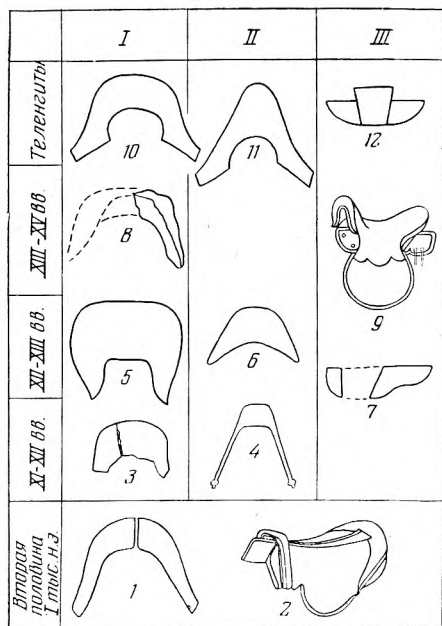 I II III
Теленгиты
10 11 12
XIII-XV вв.
8 9
XII-XIII вв.
5 6 7
XI-XII вв.
3 4
Вторая
половина
I тыс. н.э.
1 2